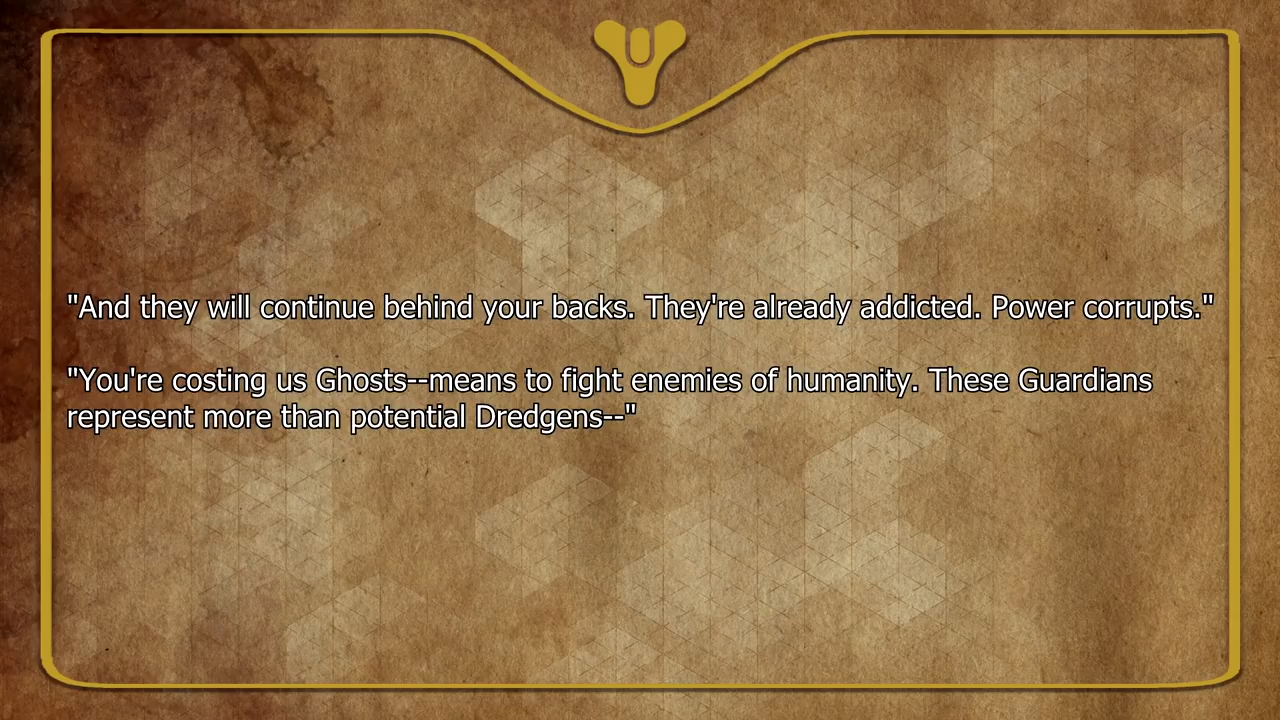 "And they will continue behind your backs. They're already addicted. Power corrupts."
"You're costing us Ghosts--means to fight enemies of humanity. These Guardians
represent more than potential Dredgens--"